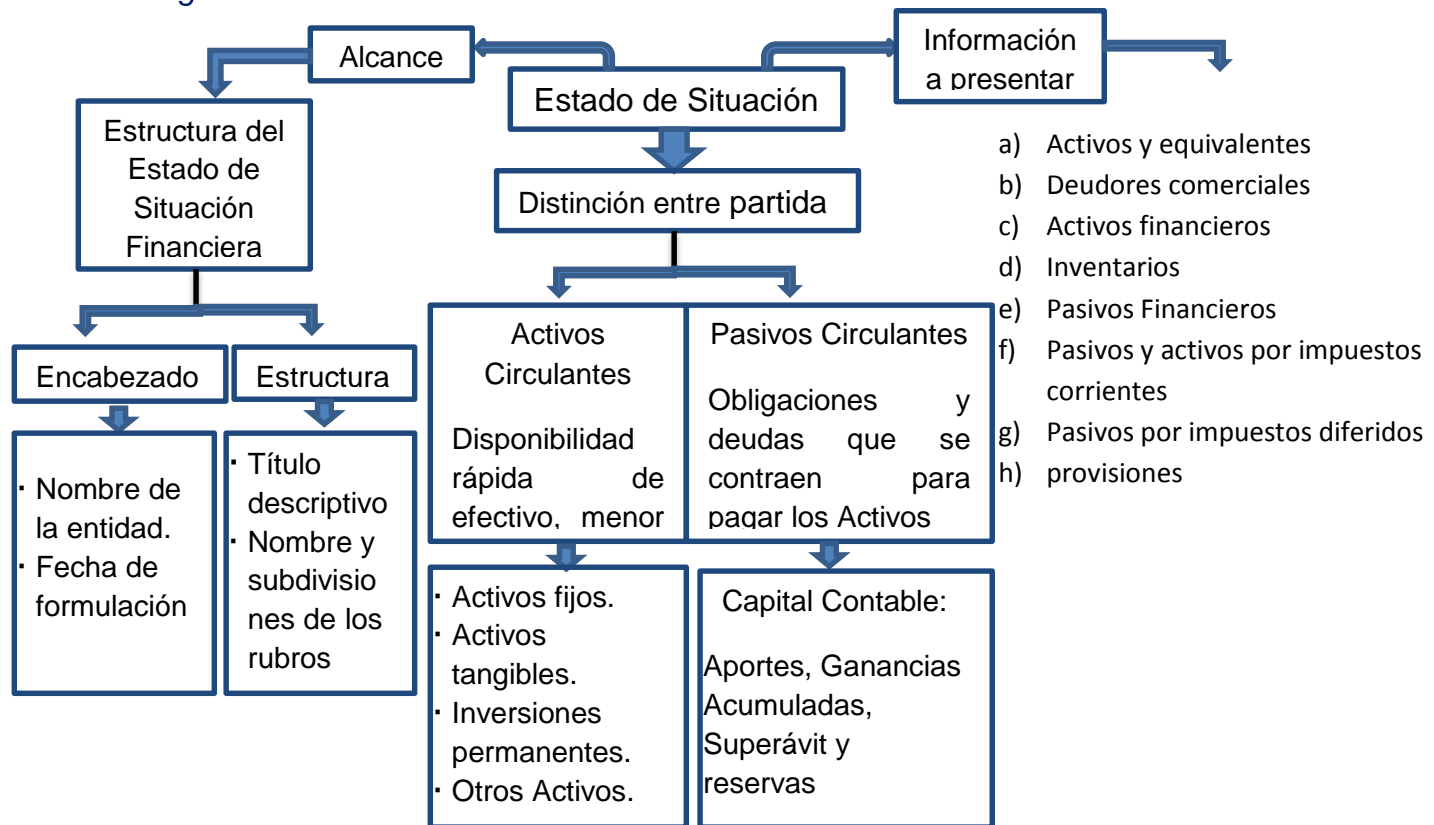 Alcance
Información
a presentar
Estado de Situación
Estructura del
Estado de
Situación
Financiera
Distinción entre partida
a) Activos y equivalentes
b) Deudores comerciales
c) Activos financieros
d) Inventarios
e) Pasivos Financieros
f) Pasivos y activos por impuestos
corrientes
g) Pasivos por impuestos diferidos
h) provisiones
Encabezado
Estructura
· Nombre de
la entidad.
· Fecha de
formulación
· Título
descriptivo
· Nombre y
subdivisio
nes de los
rubros
Activos
Circulantes
Disponibilidad
rápida de
efectivo, menor
Pasivos Circulantes
Obligaciones y
deudas que se
contraen para
pagar los Activos
· Activos fijos.
· Activos
tangibles.
· Inversiones
permanentes.
· Otros Activos.
Capital Contable:
Aportes, Ganancias
Acumuladas,
Superávit y
reservas